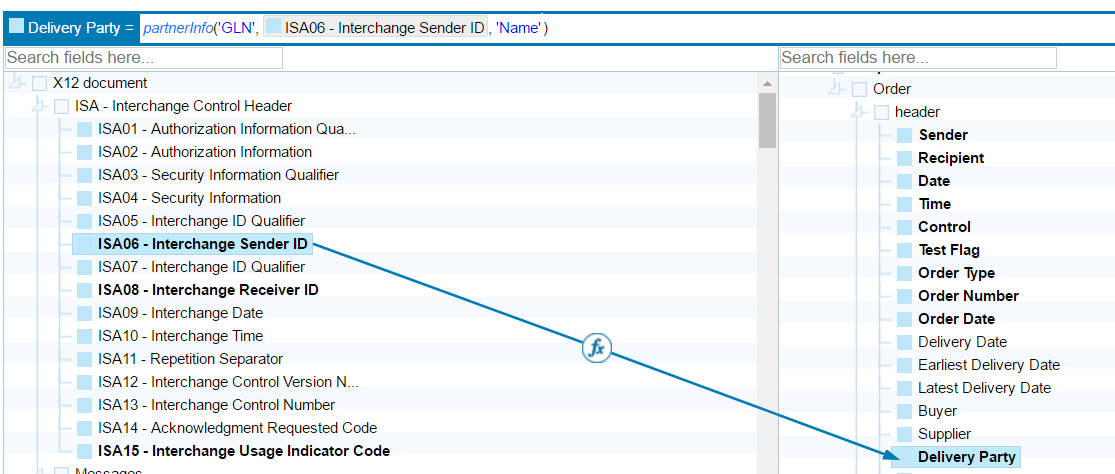 Delivery Party = partnerInfo('GLN', ISA06 - Interchange Sender ID, 'Name')
Search fields here...
X12 document
ISA - Interchange Control Header
ISA01 - Authorization Information Qua...
ISA02 - Authorization Information
ISA03 - Security Information Qualifier
ISA04 - Security Information
ISA05 - Interchange ID Qualifier
ISA06 - Interchange Sender ID
ISA07 - Interchange ID Qualifier
ISA08 - Interchange Receiver ID
ISA09 - Interchange Date
ISA10 - Interchange Time
ISA11 - Repetition Separator
ISA12 - Interchange Control Version N...
ISA13 - Interchange Control Number
ISA14 - Acknowledgment Requested Code
ISA15 - Interchange Usage Indicator Code
Messages
fx
Search fields here...
Order
header
Sender
Recipient
Date
Time
Control
Test Flag
Order Type
Order Number
Order Date
Delivery Date
Earliest Delivery Date
Latest Delivery Date
Buyer
Supplier
Delivery Party